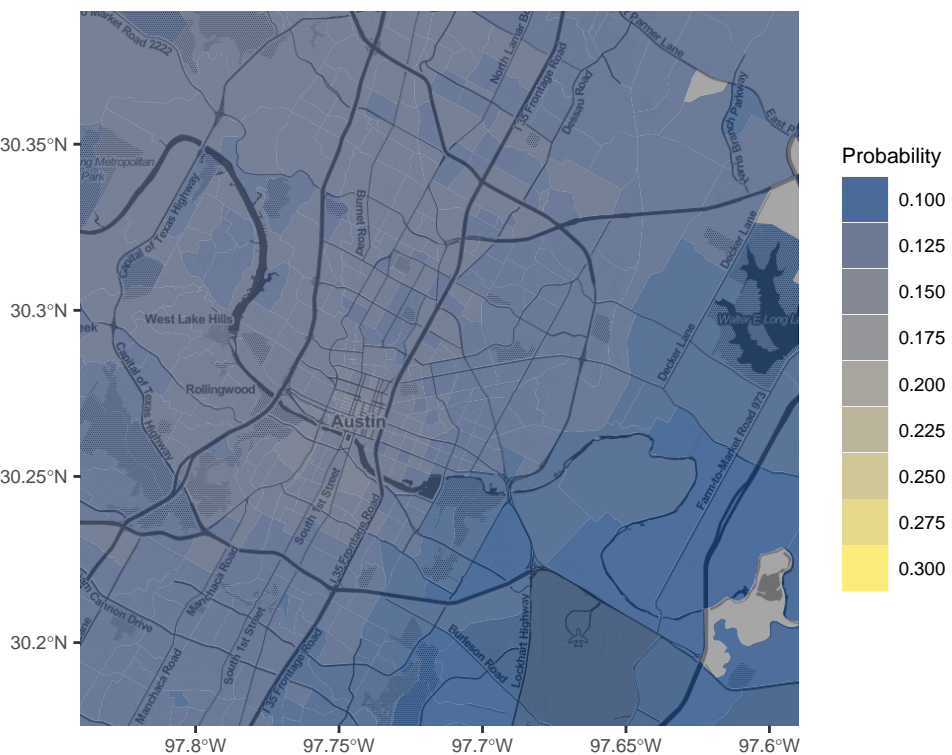 Market Road 2222
North Lamar Bo
Parmer Lane
I 35 Frontage Road
Dessau Road
Harris Branch Parkway
East P
30.35°N
ng Metropolitan
Park
Capital of Texas Highway
Burnet Road
Decker Lane
30.3°N
eek
West Lake Hills
Walter E Long La
Capital of Texas Highway
Decker Lane
Rollingwood
Austin
Farm-to-Market Road 973
30.25°N
South 1st Street
I 35 Frontage Road
Manchaca Road
am Cannon Drive
South 1st Street
Lockhart Highway
Burleson Road
30.2°N
Manchaca Road
I 35 Frontage Road
97.8°W
97.75°W
97.7°W
97.65°W
97.6°W
Probability
0.100
0.125
0.150
0.175
0.200
0.225
0.250
0.275
0.300